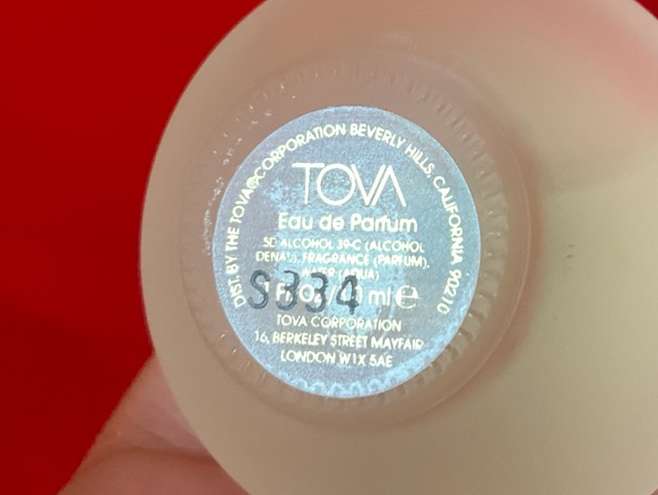 DIST. BY THE TOVA CORPORATION BEVERLY HILLS, CALIFORNIA 90210
TOVA
Eau de Parfum
SD ALCOHOL 39-C (ALCOHOL
DENAT), FRAGRANCE (PARFUM),
WATER (AQUA)
S334
ml e
TOVA CORPORATION
16, BERKELEY STREET MAYFAIR
LONDON W1X 5AE